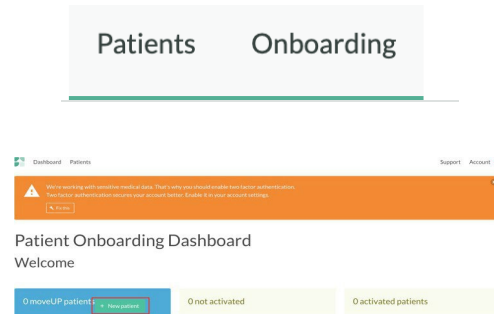 Patients Onboarding
Dashboard Patients Support Account
We're working with sensitive medical data. That's why you should enable two factor authentication.
Two factor authentication secures your account better. Enable it in your account settings.
Patient Onboarding Dashboard
Welcome
0 moveUP patients
+ New patient
0 not activated
0 activated patients